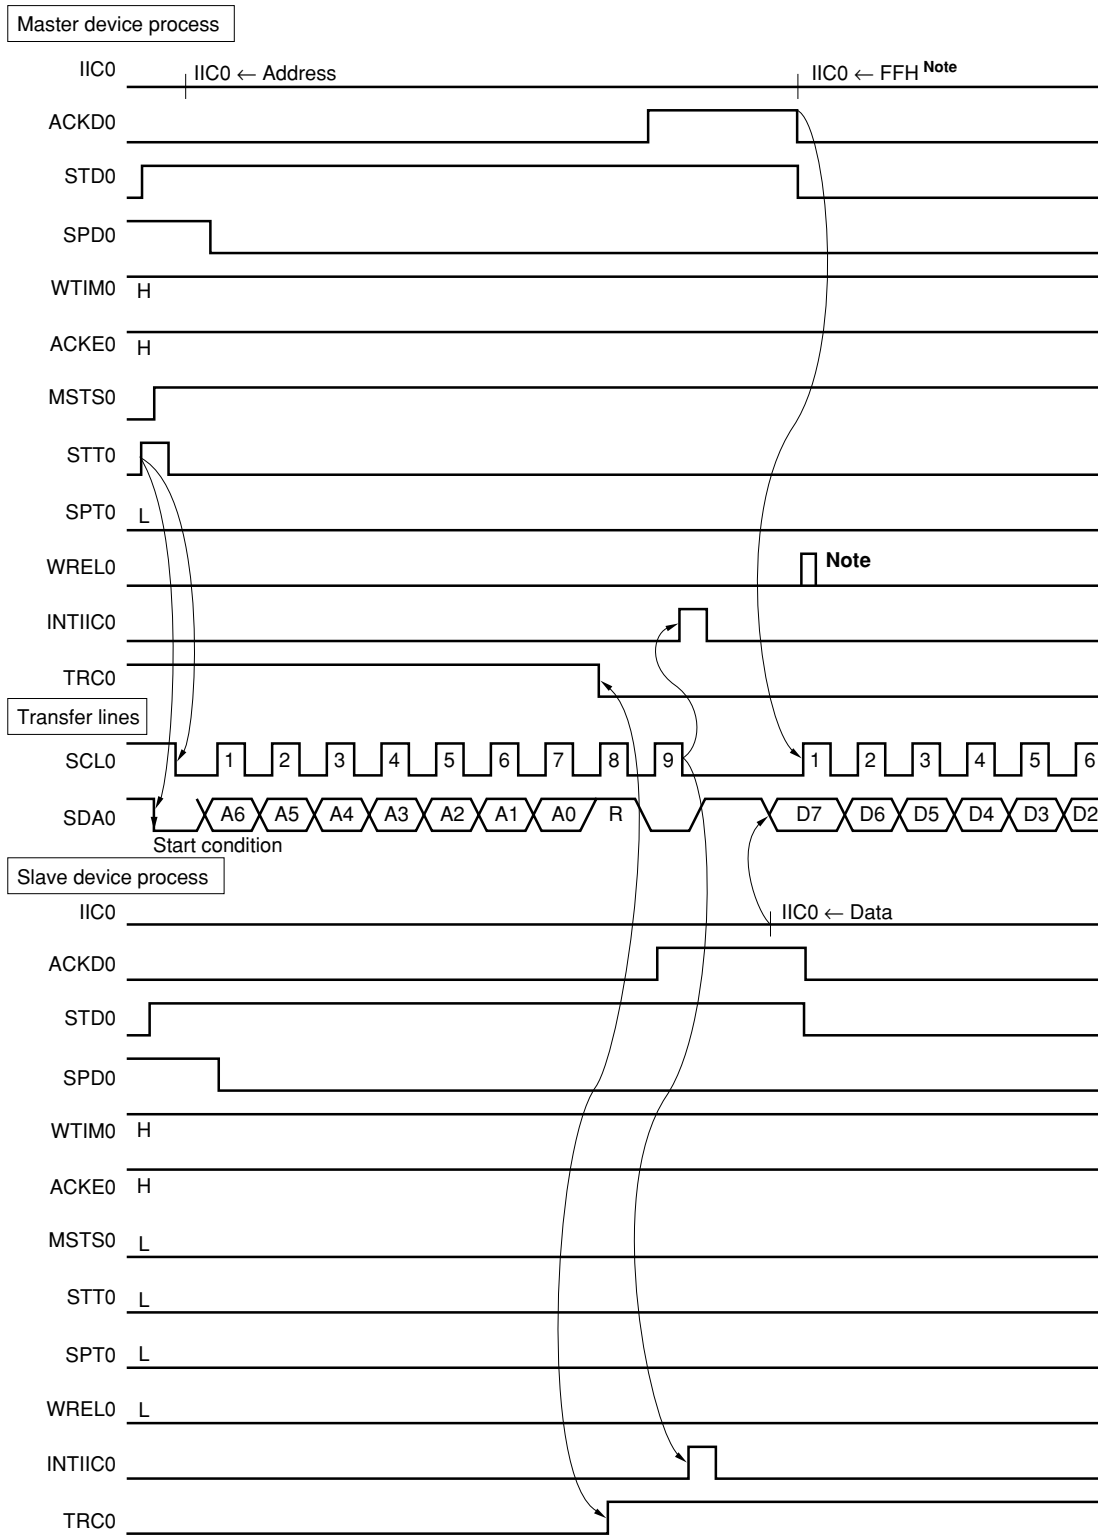 Master device process
IIC0 IIC0 ← Address IIC0 ← FFH Note
ACKD0
STD0
SPD0
WTIM0 H
ACKE0 H
MSTS0
STT0
SPT0 L
WREL0 Note
INTIIC0
TRC0
Transfer lines
SCL0 1 2 3 4 5 6 7 8 9 1 2 3 4 5 6
SDA0 A6 A5 A4 A3 A2 A1 A0 R D7 D6 D5 D4 D3 D2
Start condition
Slave device process
IIC0 IIC0 ← Data
ACKD0
STD0
SPD0
WTIM0 H
ACKE0 H
MSTS0 L
STT0 L
SPT0 L
WREL0 L
INTIIC0
TRC0